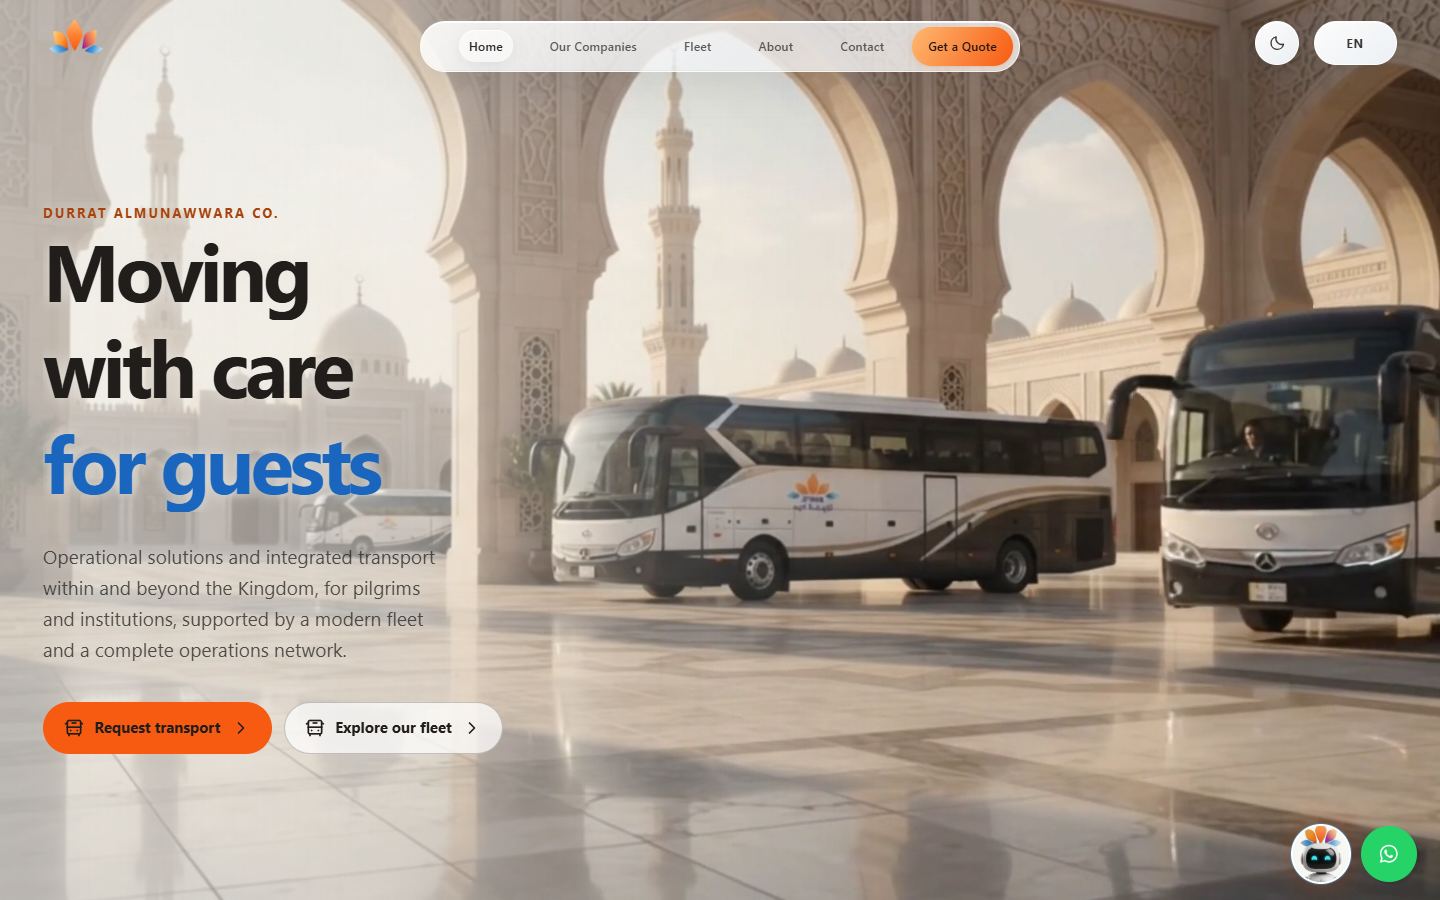 Home
Our Companies
Fleet
About
Contact
Get a Quote
EN
DURRAT ALMUNAWWARA CO.
Moving
with care
for guests
Operational solutions and integrated transport
within and beyond the Kingdom, for pilgrims
and institutions, supported by a modern fleet
and a complete operations network.
Request transport
Explore our fleet